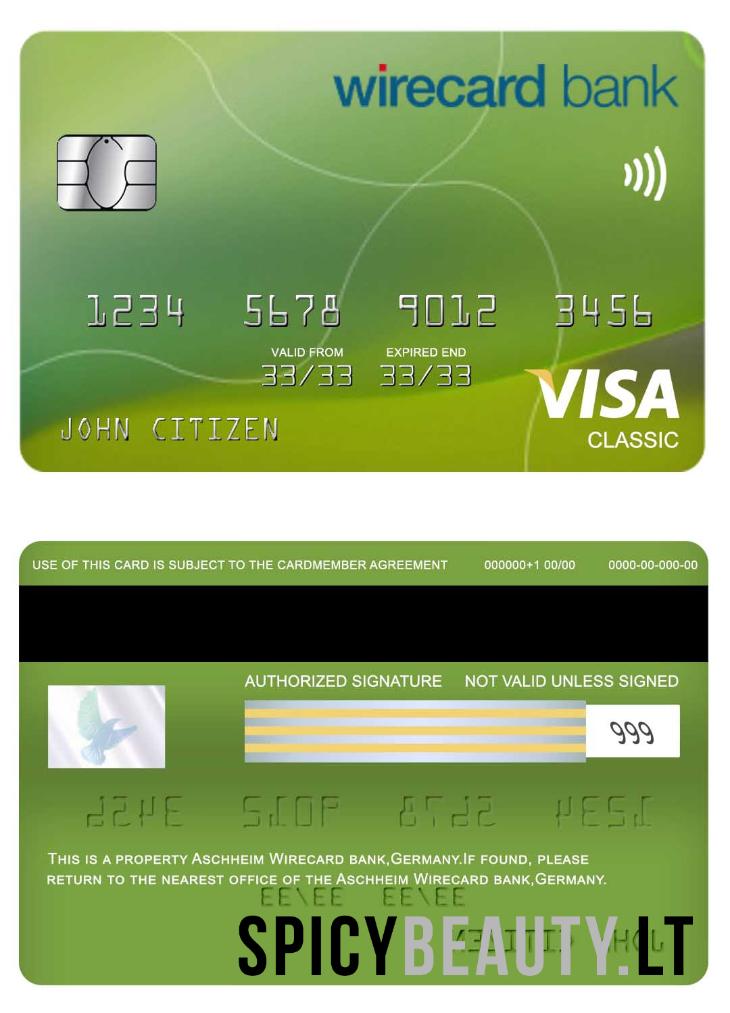 wirecard bank
1234 5678 9012 3456
VALID FROM EXPIRED END
33/33 33/33
VISA
JOHN CITIZEN
CLASSIC
USE OF THIS CARD IS SUBJECT TO THE CARDMEMBER AGREEMENT 000000+1 00/00 0000-00-000-00
AUTHORIZED SIGNATURE NOT VALID UNLESS SIGNED
999
THIS IS A PROPERTY ASCHHEIM WIRECARD BANK,GERMANY.IF FOUND, PLEASE
RETURN TO THE NEAREST OFFICE OF THE ASCHHEIM WIRECARD BANK,GERMANY.
SPICYBEAUTY.LT